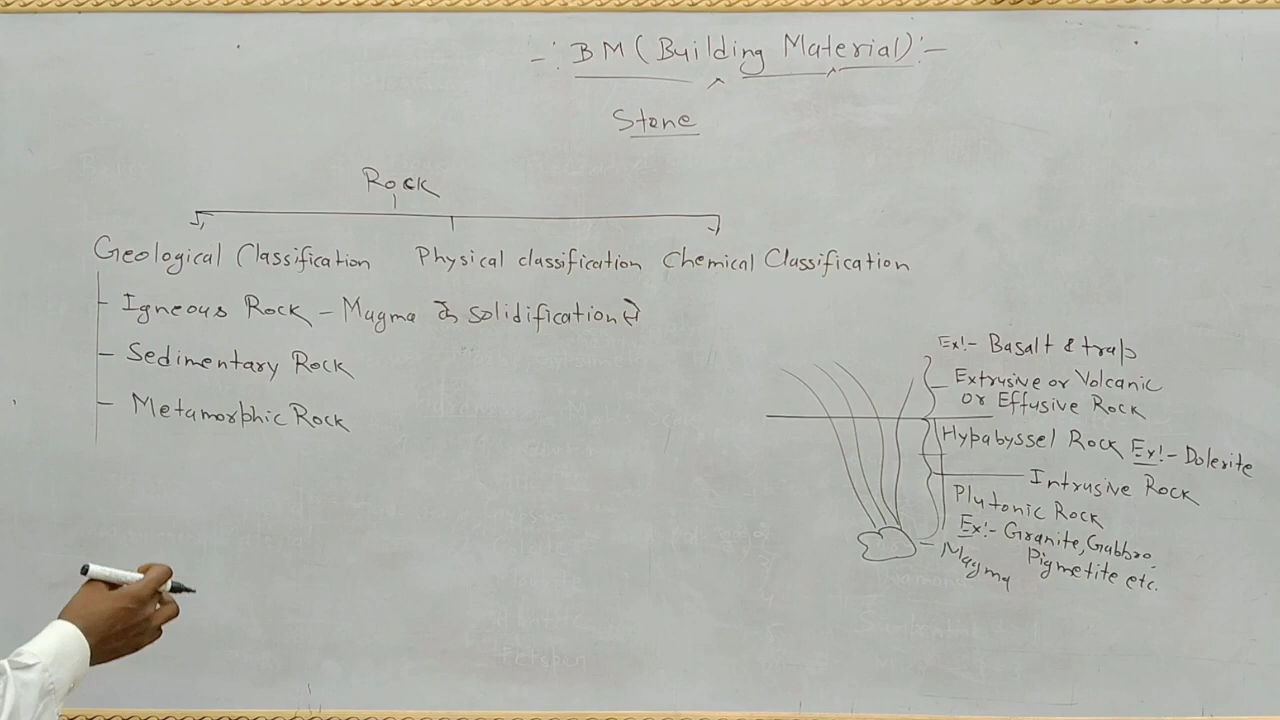 -: BM (Building Material) :-
Stone
Rock
Geological Classification Physical classification Chemical Classification
- Igneous Rock - Magma के solidification से
- Sedimentary Rock
- Metamorphic Rock
Ex:- Basalt & trap
Extrusive or Volcanic
or Effusive Rock
Hypabyssel Rock Ex:- Dolerite
Intrusive Rock
Plutonic Rock
Ex:- Granite, Gabbro,
Pigmetite etc.
- Magma